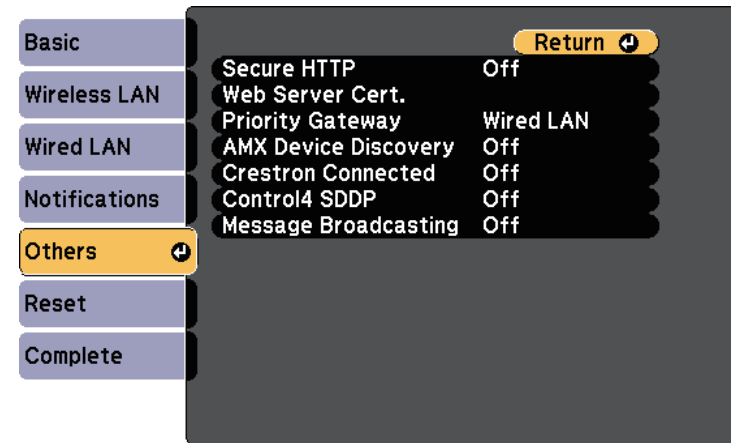 Basic
Wireless LAN
Wired LAN
Notifications
Others
Reset
Complete
Return
Secure HTTP Off
Web Server Cert.
Priority Gateway Wired LAN
AMX Device Discovery Off
Crestron Connected Off
Control4 SDDP Off
Message Broadcasting Off